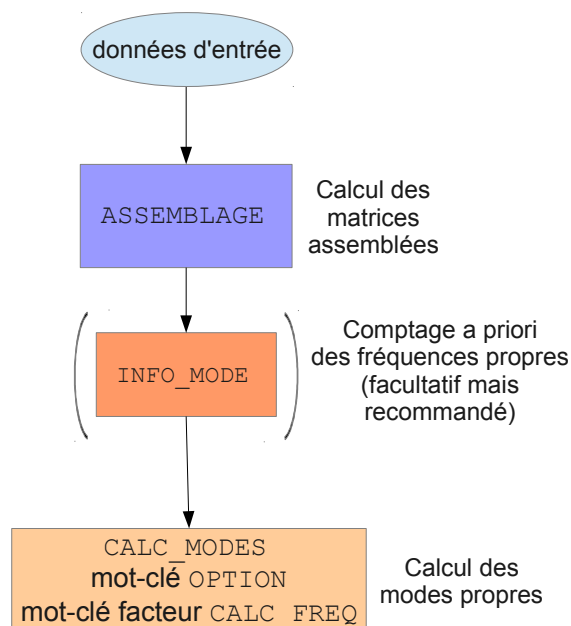 données d'entrée
ASSEMBLAGE
Calcul des
matrices
assemblées
INFO_MODE
Comptage a priori
des fréquences propres
(facultatif mais
recommandé)
CALC_MODES
mot-clé OPTION
mot-clé facteur CALC_FREQ
Calcul des
modes propres